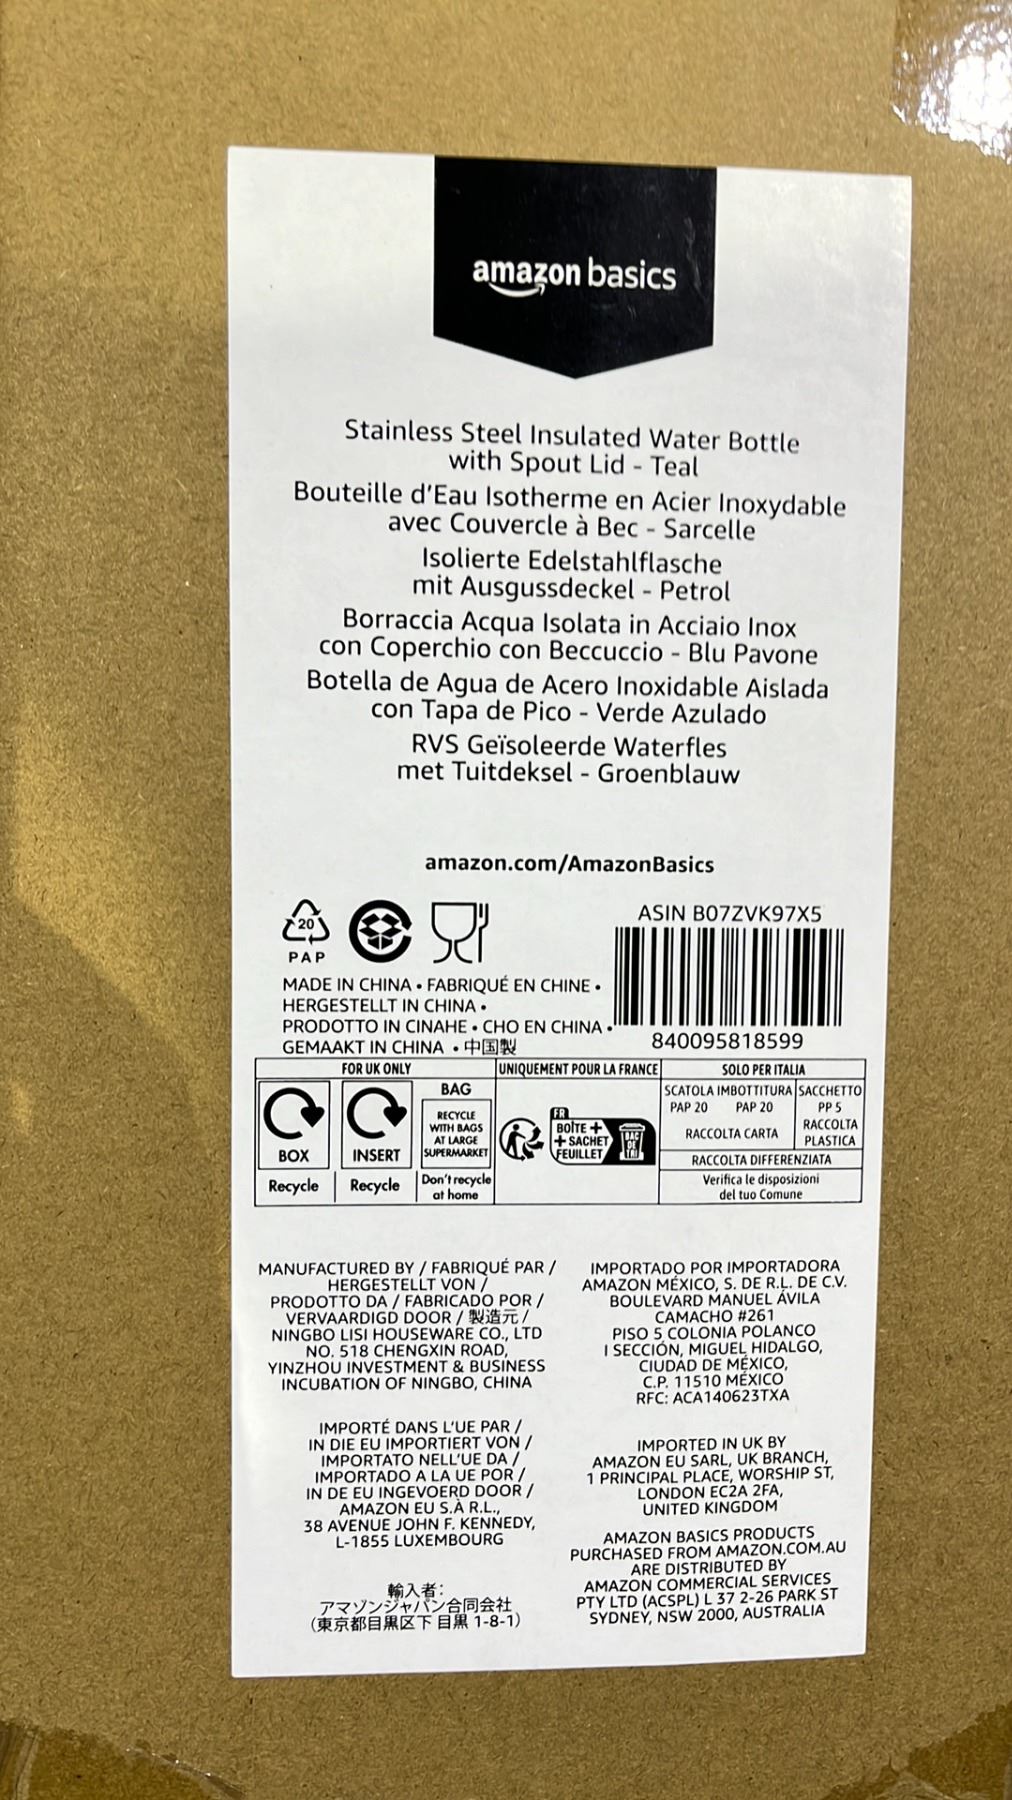 amazon basics
Stainless Steel Insulated Water Bottle
with Spout Lid - Teal
Bouteille d'Eau Isotherme en Acier Inoxydable
avec Couvercle à Bec - Sarcelle
Isolierte Edelstahlflasche
mit Ausgussdeckel - Petrol
Borraccia Acqua Isolata in Acciaio Inox
con Coperchio con Beccuccio - Blu Pavone
Botella de Agua de Acero Inoxidable Aislada
con Tapa de Pico - Verde Azulado
RVS Geïsoleerde Waterfles
met Tuitdeksel - Groenblauw
amazon.com/AmazonBasics
20
PAP
ASIN B07ZVK97X5
840095818599
MADE IN CHINA • FABRIQUÉ EN CHINE •
HERGESTELLT IN CHINA •
PRODOTTO IN CINAHE • CHO EN CHINA •
GEMAAKT IN CHINA • 中国製
FOR UK ONLY
BOX
Recycle
INSERT
Recycle
BAG
RECYCLE
WITH BAGS
AT LARGE
SUPERMARKET
Don't recycle
at home
UNIQUEMENT POUR LA FRANCE
FR
BOÎTE +
+ SACHET
FEUILLET
BAC
DE
TRI
SOLO PER ITALIA
SCATOLA IMBOTTITURA SACCHETTO
PAP 20 PAP 20 PP 5
RACCOLTA CARTA
RACCOLTA
PLASTICA
RACCOLTA DIFFERENZIATA
Verifica le disposizioni
del tuo Comune
MANUFACTURED BY / FABRIQUÉ PAR /
HERGESTELLT VON /
PRODOTTO DA / FABRICADO POR /
VERVAARDIGD DOOR / 製造元 /
NINGBO LISI HOUSEWARE CO., LTD
NO. 518 CHENGXIN ROAD,
YINZHOU INVESTMENT & BUSINESS
INCUBATION OF NINGBO, CHINA
IMPORTÉ DANS L'UE PAR /
IN DIE EU IMPORTIERT VON /
IMPORTATO NELL'UE DA /
IMPORTADO A LA UE POR /
IN DE EU INGEVOERD DOOR /
AMAZON EU S.À R.L.,
38 AVENUE JOHN F. KENNEDY,
L-1855 LUXEMBOURG
輸入者:
アマゾンジャパン合同会社
(東京都目黒区下目黒 1-8-1)
IMPORTADO POR IMPORTADORA
AMAZON MÉXICO, S. DE R.L. DE C.V.
BOULEVARD MANUEL ÁVILA
CAMACHO #261
PISO 5 COLONIA POLANCO
I SECCIÓN, MIGUEL HIDALGO,
CIUDAD DE MÉXICO,
C.P. 11510 MÉXICO
RFC: ACA140623TXA
IMPORTED IN UK BY
AMAZON EU SARL, UK BRANCH,
1 PRINCIPAL PLACE, WORSHIP ST,
LONDON EC2A 2FA,
UNITED KINGDOM
AMAZON BASICS PRODUCTS
PURCHASED FROM AMAZON.COM.AU
ARE DISTRIBUTED BY
AMAZON COMMERCIAL SERVICES
PTY LTD (ACSPL) L 37 2-26 PARK ST
SYDNEY, NSW 2000, AUSTRALIA